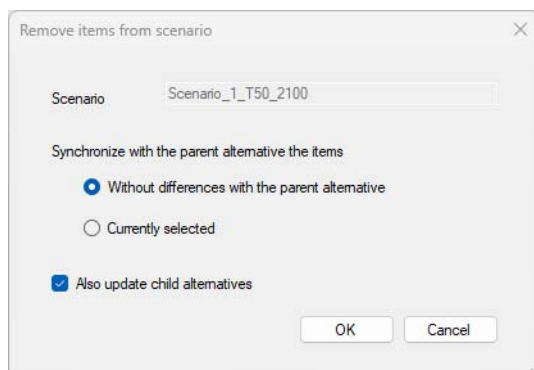 Remove items from scenario
Scenario Scenario_1_T50_2100
Synchronize with the parent alternative the items
Without differences with the parent alternative
Currently selected
Also update child alternatives
OK Cancel